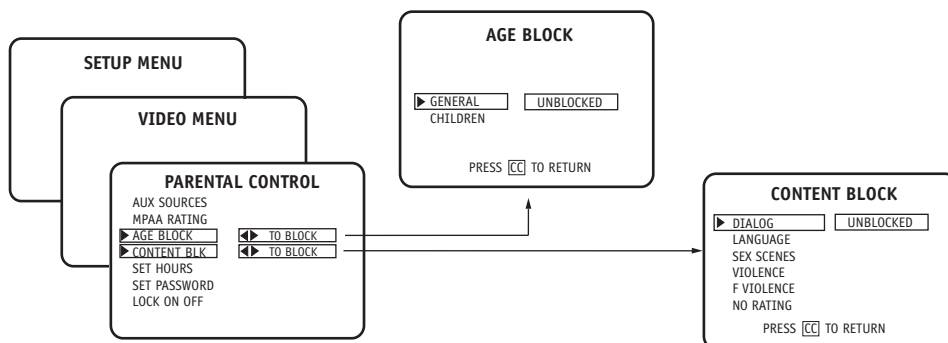 SETUP MENU
VIDEO MENU
PARENTAL CONTROL
AUX SOURCES
MPAA RATING
AGE BLOCK TO BLOCK
CONTENT BLK TO BLOCK
SET HOURS
SET PASSWORD
LOCK ON OFF
AGE BLOCK
GENERAL UNBLOCKED
CHILDREN
PRESS CC TO RETURN
CONTENT BLOCK
DIALOG UNBLOCKED
LANGUAGE
SEX SCENES
VIOLENCE
F VIOLENCE
NO RATING
PRESS CC TO RETURN